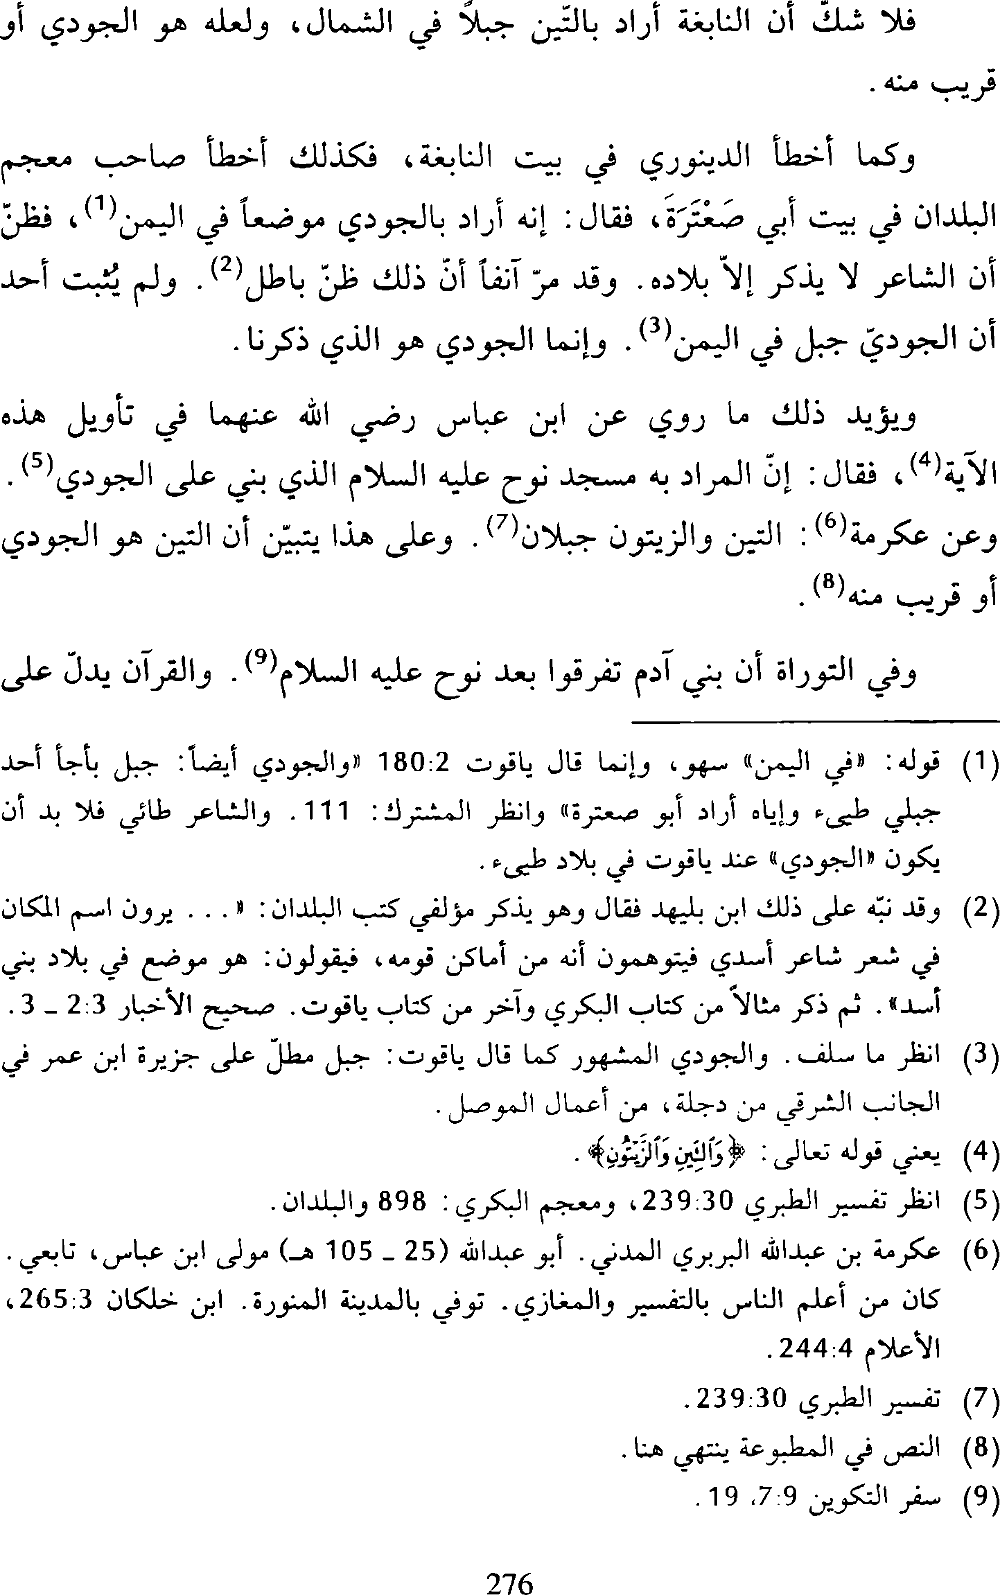 فلا شكّ أن النابغة أراد بالتّين جبلاً في الشمال، ولعله هو الجودي أو
قريب منه.
وكما أخطأ الدينوري في بيت النابغة، فكذلك أخطأ صاحب معجم
البلدان في بيت أبي صَعْتَرَةَ، فقال: إنه أراد بالجودي موضعاً في اليمن(1)، فظنّ
أن الشاعر لا يذكر إلاّ بلاده. وقد مرّ آنفاً أنّ ذلك ظنّ باطل(2). ولم يُثبت أحد
أن الجوديّ جبل في اليمن(3). وإنما الجودي هو الذي ذكرنا.
ويؤيد ذلك ما روي عن ابن عباس رضي الله عنهما في تأويل هذه
الآية(4)، فقال: إنّ المراد به مسجد نوح عليه السلام الذي بني على الجودي(5).
وعن عكرمة(6): التين والزيتون جبلان(7). وعلى هذا يتبيّن أن التين هو الجودي
أو قريب منه(8).
وفي التوراة أن بني آدم تفرقوا بعد نوح عليه السلام(9). والقرآن يدلّ على
(1) قوله: «في اليمن» سهو، وإنما قال ياقوت 180:2 «والجودي أيضاً: جبل بأجأ أحد
جبلي طيىء وإياه أراد أبو صعترة» وانظر المشترك: 111. والشاعر طائي فلا بد أن
يكون «الجودي» عند ياقوت في بلاد طيىء.
(2) وقد نبّه على ذلك ابن بليهد فقال وهو يذكر مؤلفي كتب البلدان: «... يرون اسم المكان
في شعر شاعر أسدي فيتوهمون أنه من أماكن قومه، فيقولون: هو موضع في بلاد بني
أسد». ثم ذكر مثالاً من كتاب البكري وآخر من كتاب ياقوت. صحيح الأخبار 2:3 ـ 3.
(3) انظر ما سلف. والجودي المشهور كما قال ياقوت: جبل مطلّ على جزيرة ابن عمر في
الجانب الشرقي من دجلة، من أعمال الموصل.
(4) يعني قوله تعالى: ﴿وَٱلتِّينِ وَٱلزَّيْتُونِ﴾.
(5) انظر تفسير الطبري 239:30، ومعجم البكري: 898 والبلدان.
(6) عكرمة بن عبدالله البربري المدني. أبو عبدالله (25 ـ 105 هـ) مولى ابن عباس، تابعي.
كان من أعلم الناس بالتفسير والمغازي. توفي بالمدينة المنورة. ابن خلكان 265:3،
الأعلام 244:4.
(7) تفسير الطبري 239:30.
(8) النص في المطبوعة ينتهي هنا.
(9) سفر التكوين 7:9، 19.
276